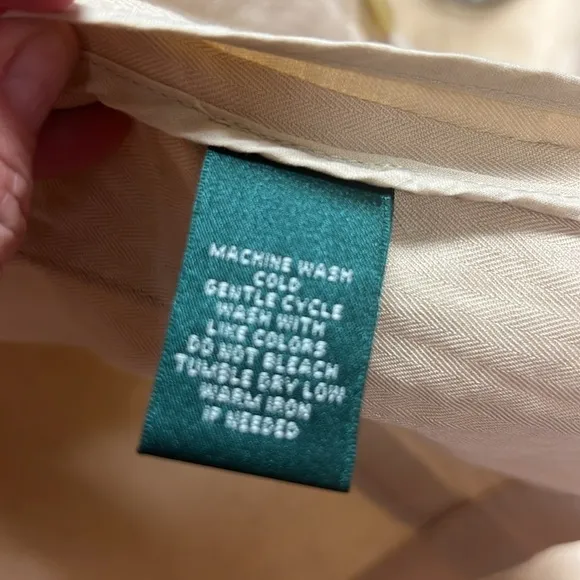 MACHINE WASH
COLD
GENTLE CYCLE
WASH WITH
LIKE COLORS
DO NOT BLEACH
TUMBLE DRY LOW
WARM IRON
IF NEEDED